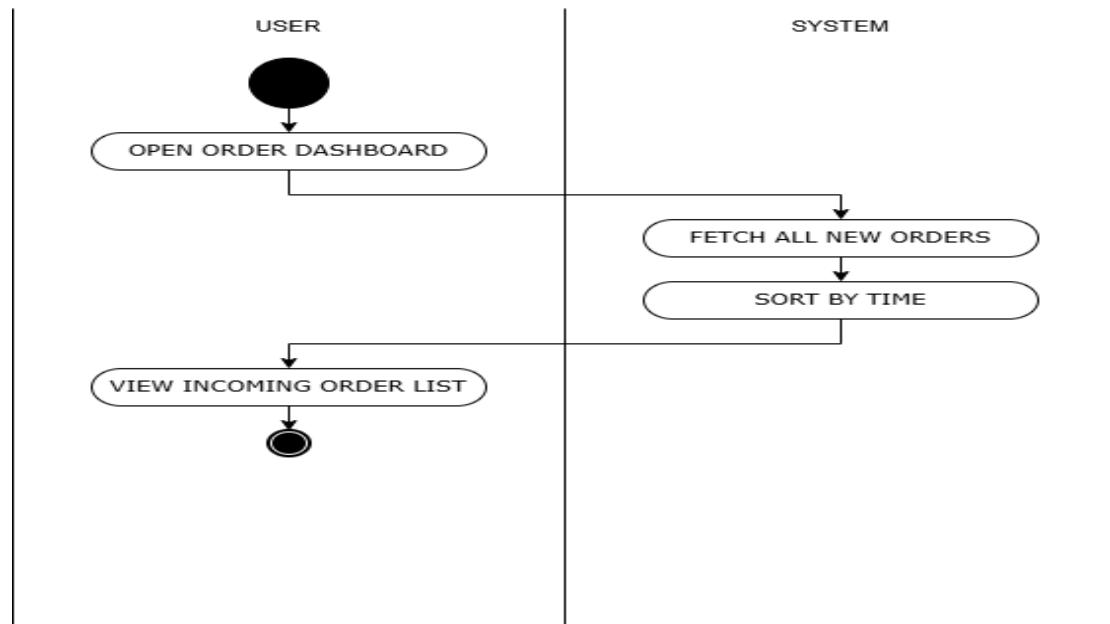 USER
SYSTEM
OPEN ORDER DASHBOARD
FETCH ALL NEW ORDERS
SORT BY TIME
VIEW INCOMING ORDER LIST